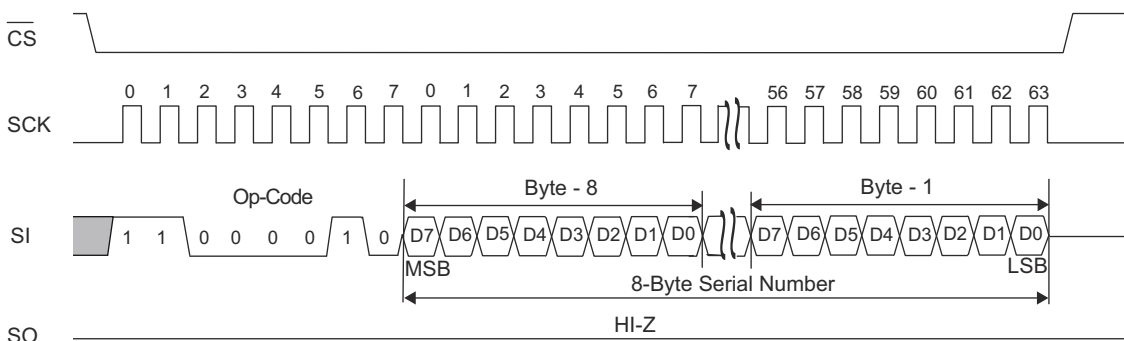 CS
0 1 2 3 4 5 6 7 0 1 2 3 4 5 6 7 56 57 58 59 60 61 62 63
SCK
Op-Code Byte - 8 Byte - 1
SI 1 1 0 0 0 0 1 0 D7 D6 D5 D4 D3 D2 D1 D0 D7 D6 D5 D4 D3 D2 D1 D0
MSB LSB
8-Byte Serial Number
HI-Z
SO